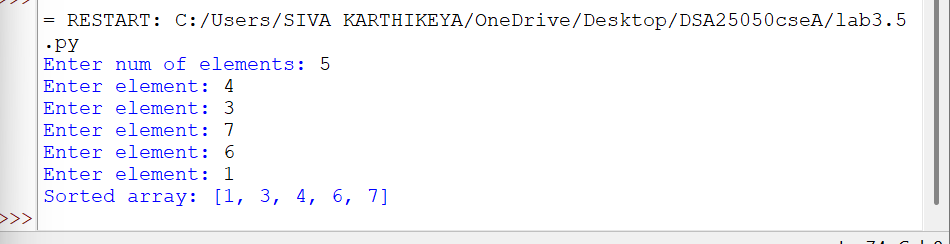 >>>
= RESTART: C:/Users/SIVA KARTHIKEYA/OneDrive/Desktop/DSA25050cseA/lab3.5
.py
Enter num of elements: 5
Enter element: 4
Enter element: 3
Enter element: 7
Enter element: 6
Enter element: 1
Sorted array: [1, 3, 4, 6, 7]
>>>